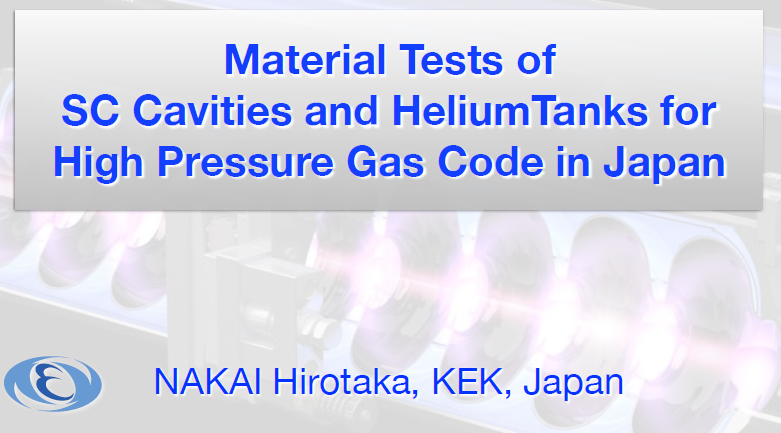 Material Tests of
SC Cavities and HeliumTanks for
High Pressure Gas Code in Japan
NAKAI Hirotaka, KEK, Japan